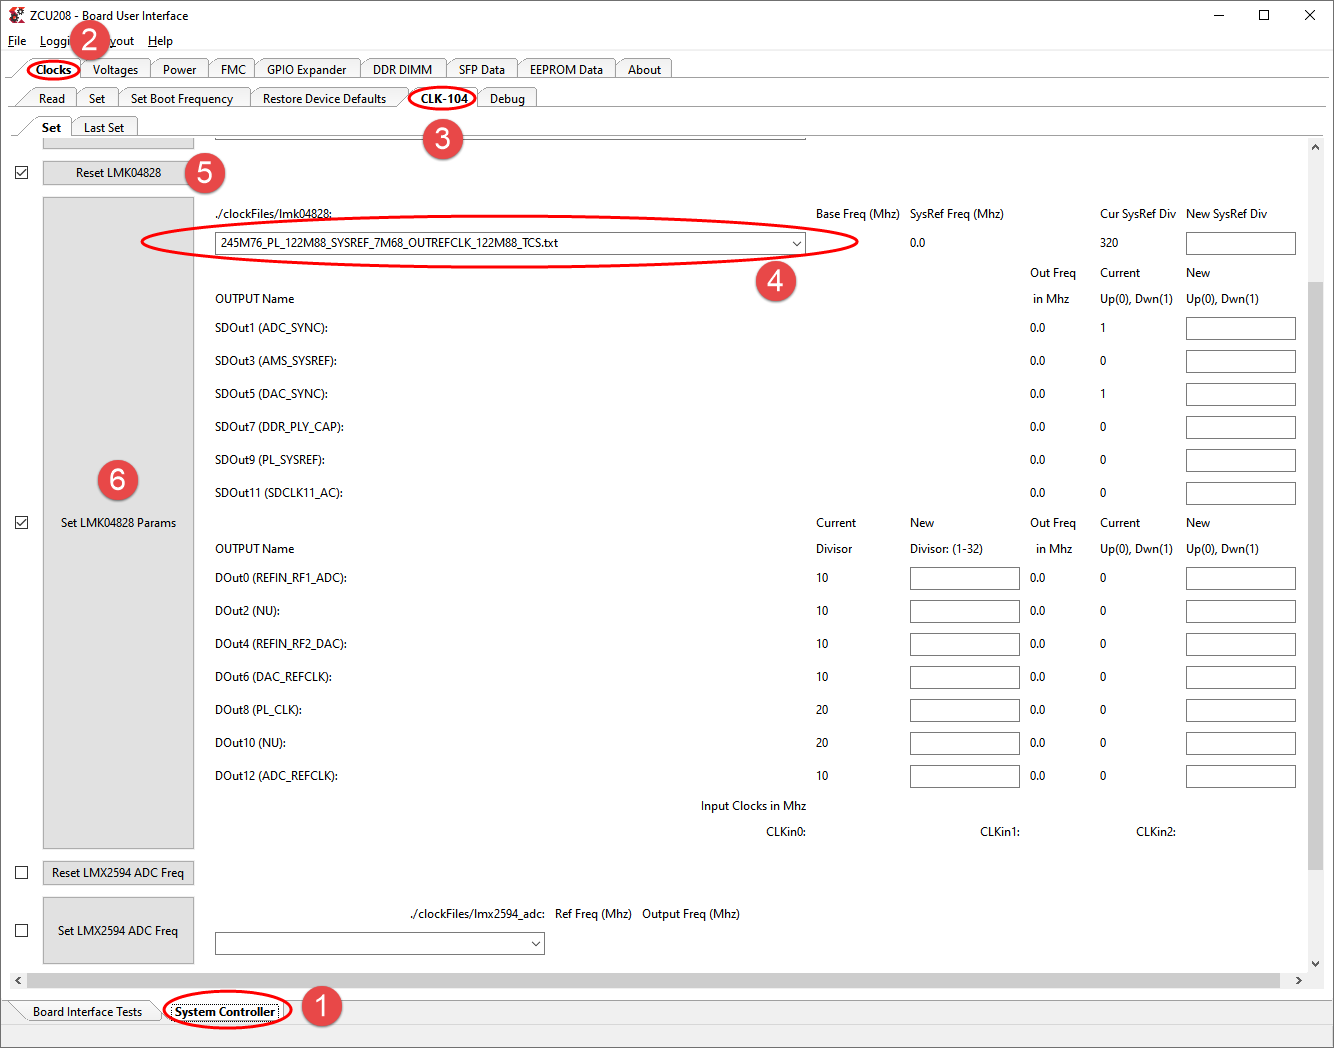 ZCU208 - Board User Interface
File Loggi yout Help
2
Clocks Voltages Power FMC GPIO Expander DDR DIMM SFP Data EEPROM Data About
Read Set Set Boot Frequency Restore Device Defaults CLK-104 Debug
Set Last Set
3
Reset LMK04828
5
./clockFiles/lmk04828: Base Freq (Mhz) SysRef Freq (Mhz) Cur SysRef Div New SysRef Div
245M76_PL_122M88_SYSREF_7M68_OUTREFCLK_122M88_TCS.txt 0.0 320
4
Out Freq Current New
OUTPUT Name in Mhz Up(0), Dwn(1) Up(0), Dwn(1)
SDOut1 (ADC_SYNC): 0.0 1
SDOut3 (AMS_SYSREF): 0.0 0
SDOut5 (DAC_SYNC): 0.0 1
SDOut7 (DDR_PLY_CAP): 0.0 0
SDOut9 (PL_SYSREF): 0.0 0
6
SDOut11 (SDCLK11_AC): 0.0 0
Set LMK04828 Params Current New Out Freq Current New
OUTPUT Name Divisor Divisor: (1-32) in Mhz Up(0), Dwn(1) Up(0), Dwn(1)
DOut0 (REFIN_RF1_ADC): 10 0.0 0
DOut2 (NU): 10 0.0 0
DOut4 (REFIN_RF2_DAC): 10 0.0 0
DOut6 (DAC_REFCLK): 10 0.0 0
DOut8 (PL_CLK): 20 0.0 0
DOut10 (NU): 20 0.0 0
DOut12 (ADC_REFCLK): 10 0.0 0
Input Clocks in Mhz
CLKin0: CLKin1: CLKin2:
Reset LMX2594 ADC Freq
./clockFiles/lmx2594_adc: Ref Freq (Mhz) Output Freq (Mhz)
Set LMX2594 ADC Freq
Board Interface Tests System Controller
1